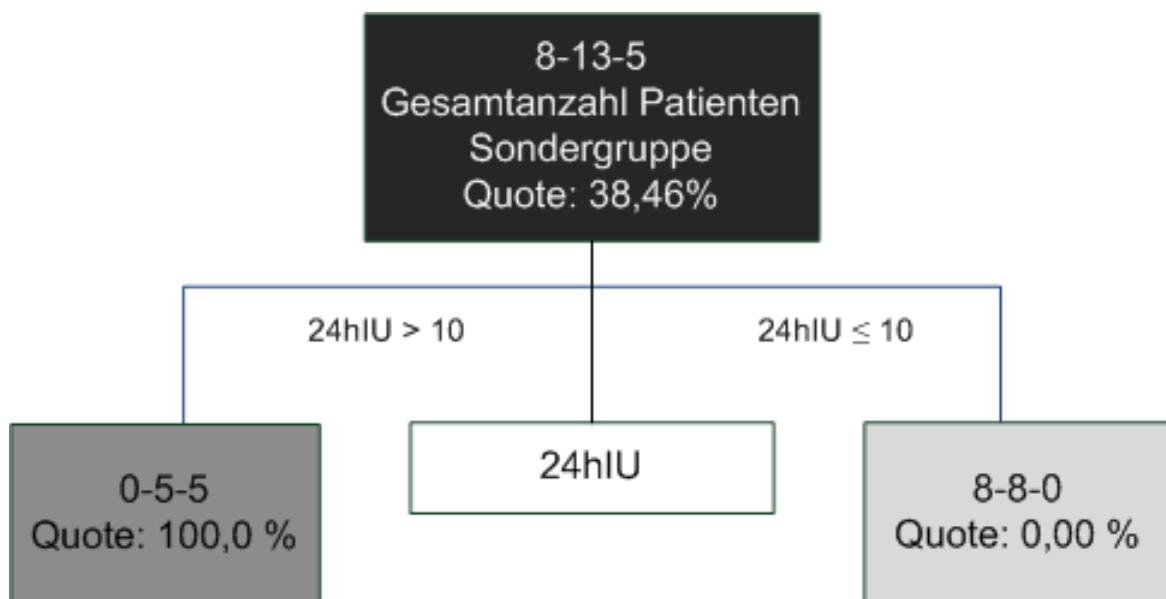 8-13-5
Gesamtanzahl Patienten
Sondergruppe
Quote: 38,46%
24hIU > 10
24hIU ≤ 10
0-5-5
Quote: 100,0 %
24hIU
8-8-0
Quote: 0,00 %